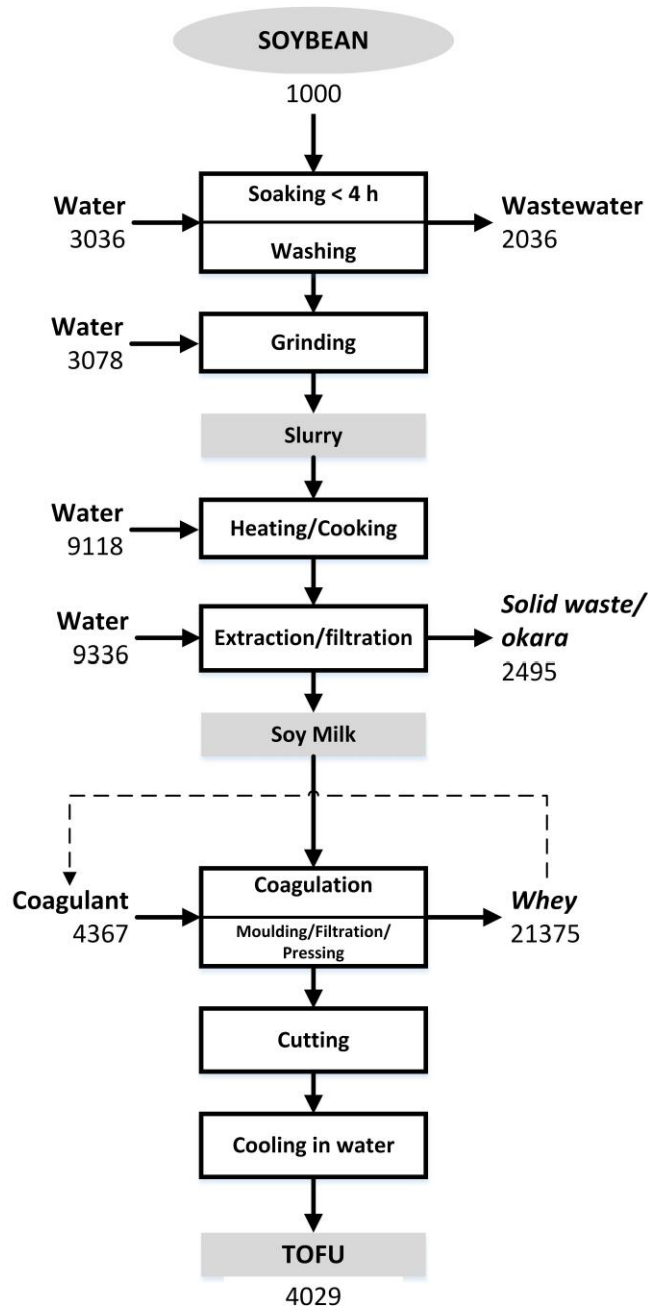 SOYBEAN
1000
Soaking < 4 h
Water
3036
Wastewater
2036
Washing
Water
3078
Grinding
Slurry
Water
9118
Heating/Cooking
Water
9336
Extraction/filtration
Solid waste/
okara
2495
Soy Milk
Coagulation
Coagulant
4367
Whey
21375
Moulding/Filtration/
Pressing
Cutting
Cooling in water
TOFU
4029